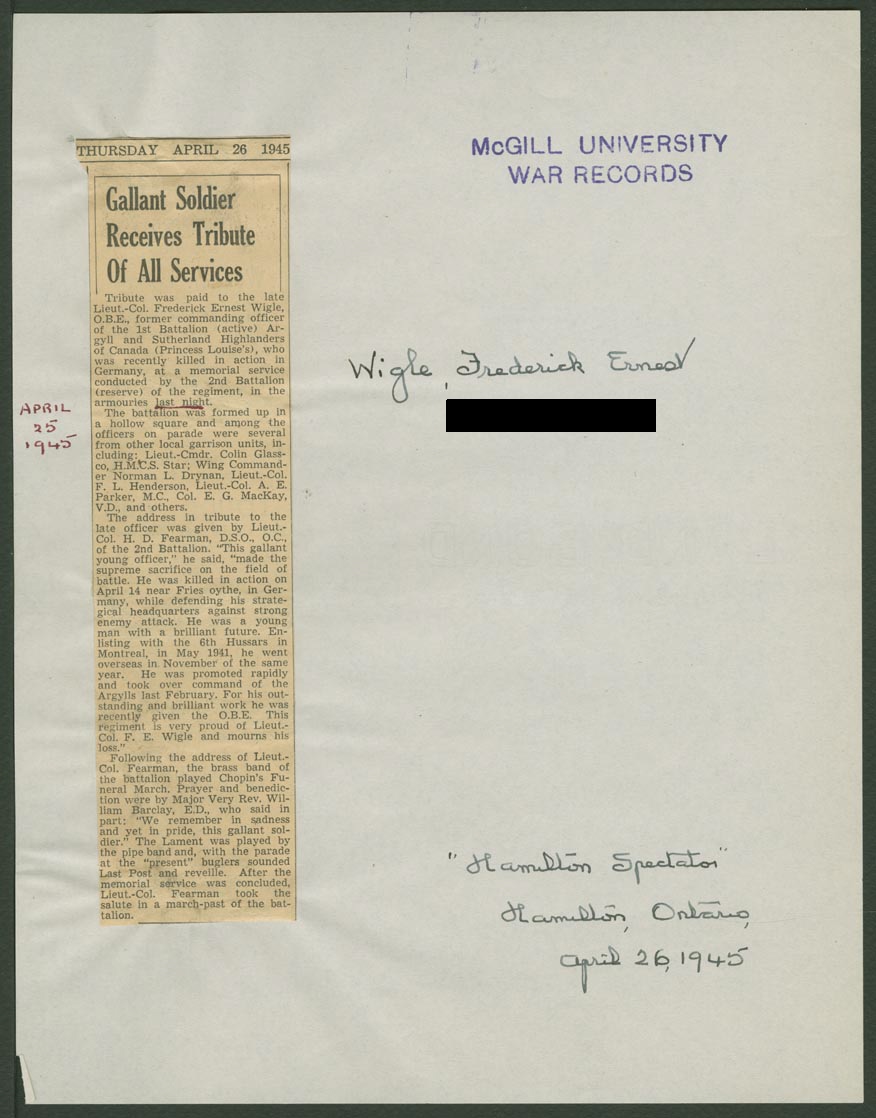 McGILL UNIVERSITY
WAR RECORDS
THURSDAY APRIL 26 1945
Gallant Soldier
Receives Tribute
Of All Services
Tribute was paid to the late
Lieut.-Col. Frederick Ernest Wigle,
O.B.E., former commanding officer
of the 1st Battalion (active) Ar-
gyll and Sutherland Highlanders
of Canada (Princess Louise's), who
was recently killed in action in
Germany, at a memorial service
conducted by the 2nd Battalion
(reserve) of the regiment, in the
armouries last night.
The battalion was formed up in
a hollow square and among the
officers on parade were several
from other local garrison units, in-
cluding: Lieut.-Cmdr. Colin Glass-
co, H.M.C.S. Star; Wing Command-
er Norman L. Drynan, Lieut.-Col.
F. L. Henderson, Lieut.-Col. A. E.
Parker, M.C., Col. E. G. MacKay,
V.D., and others.
The address in tribute to the
late officer was given by Lieut.-
Col. H. D. Fearman, D.S.O., O.C.,
of the 2nd Battalion. "This gallant
young officer," he said, "made the
supreme sacrifice on the field of
battle. He was killed in action on
April 14 near Fries oythe, in Ger-
many, while defending his strate-
gical headquarters against strong
enemy attack. He was a young
man with a brilliant future. En-
listing with the 6th Hussars in
Montreal, in May 1941, he went
overseas in November of the same
year. He was promoted rapidly
and took over command of the
Argylls last February. For his out-
standing and brilliant work he was
recently given the O.B.E. This
regiment is very proud of Lieut.-
Col. F. E. Wigle and mourns his
loss."
Following the address of Lieut.-
Col. Fearman, the brass band of
the battalion played Chopin's Fu-
neral March. Prayer and benedic-
tion were by Major Very Rev. Wil-
liam Barclay, E.D., who said in
part: "We remember in sadness
and yet in pride, this gallant sol-
dier." The Lament was played by
the pipe band and, with the parade
at the "present" buglers sounded
Last Post and reveille. After the
memorial service was concluded,
Lieut.-Col. Fearman took the
salute in a march-past of the bat-
talion.
APRIL
25
1945
Wigle, Frederick Ernest
"Hamilton Spectator"
Hamilton, Ontario,
April 26, 1945